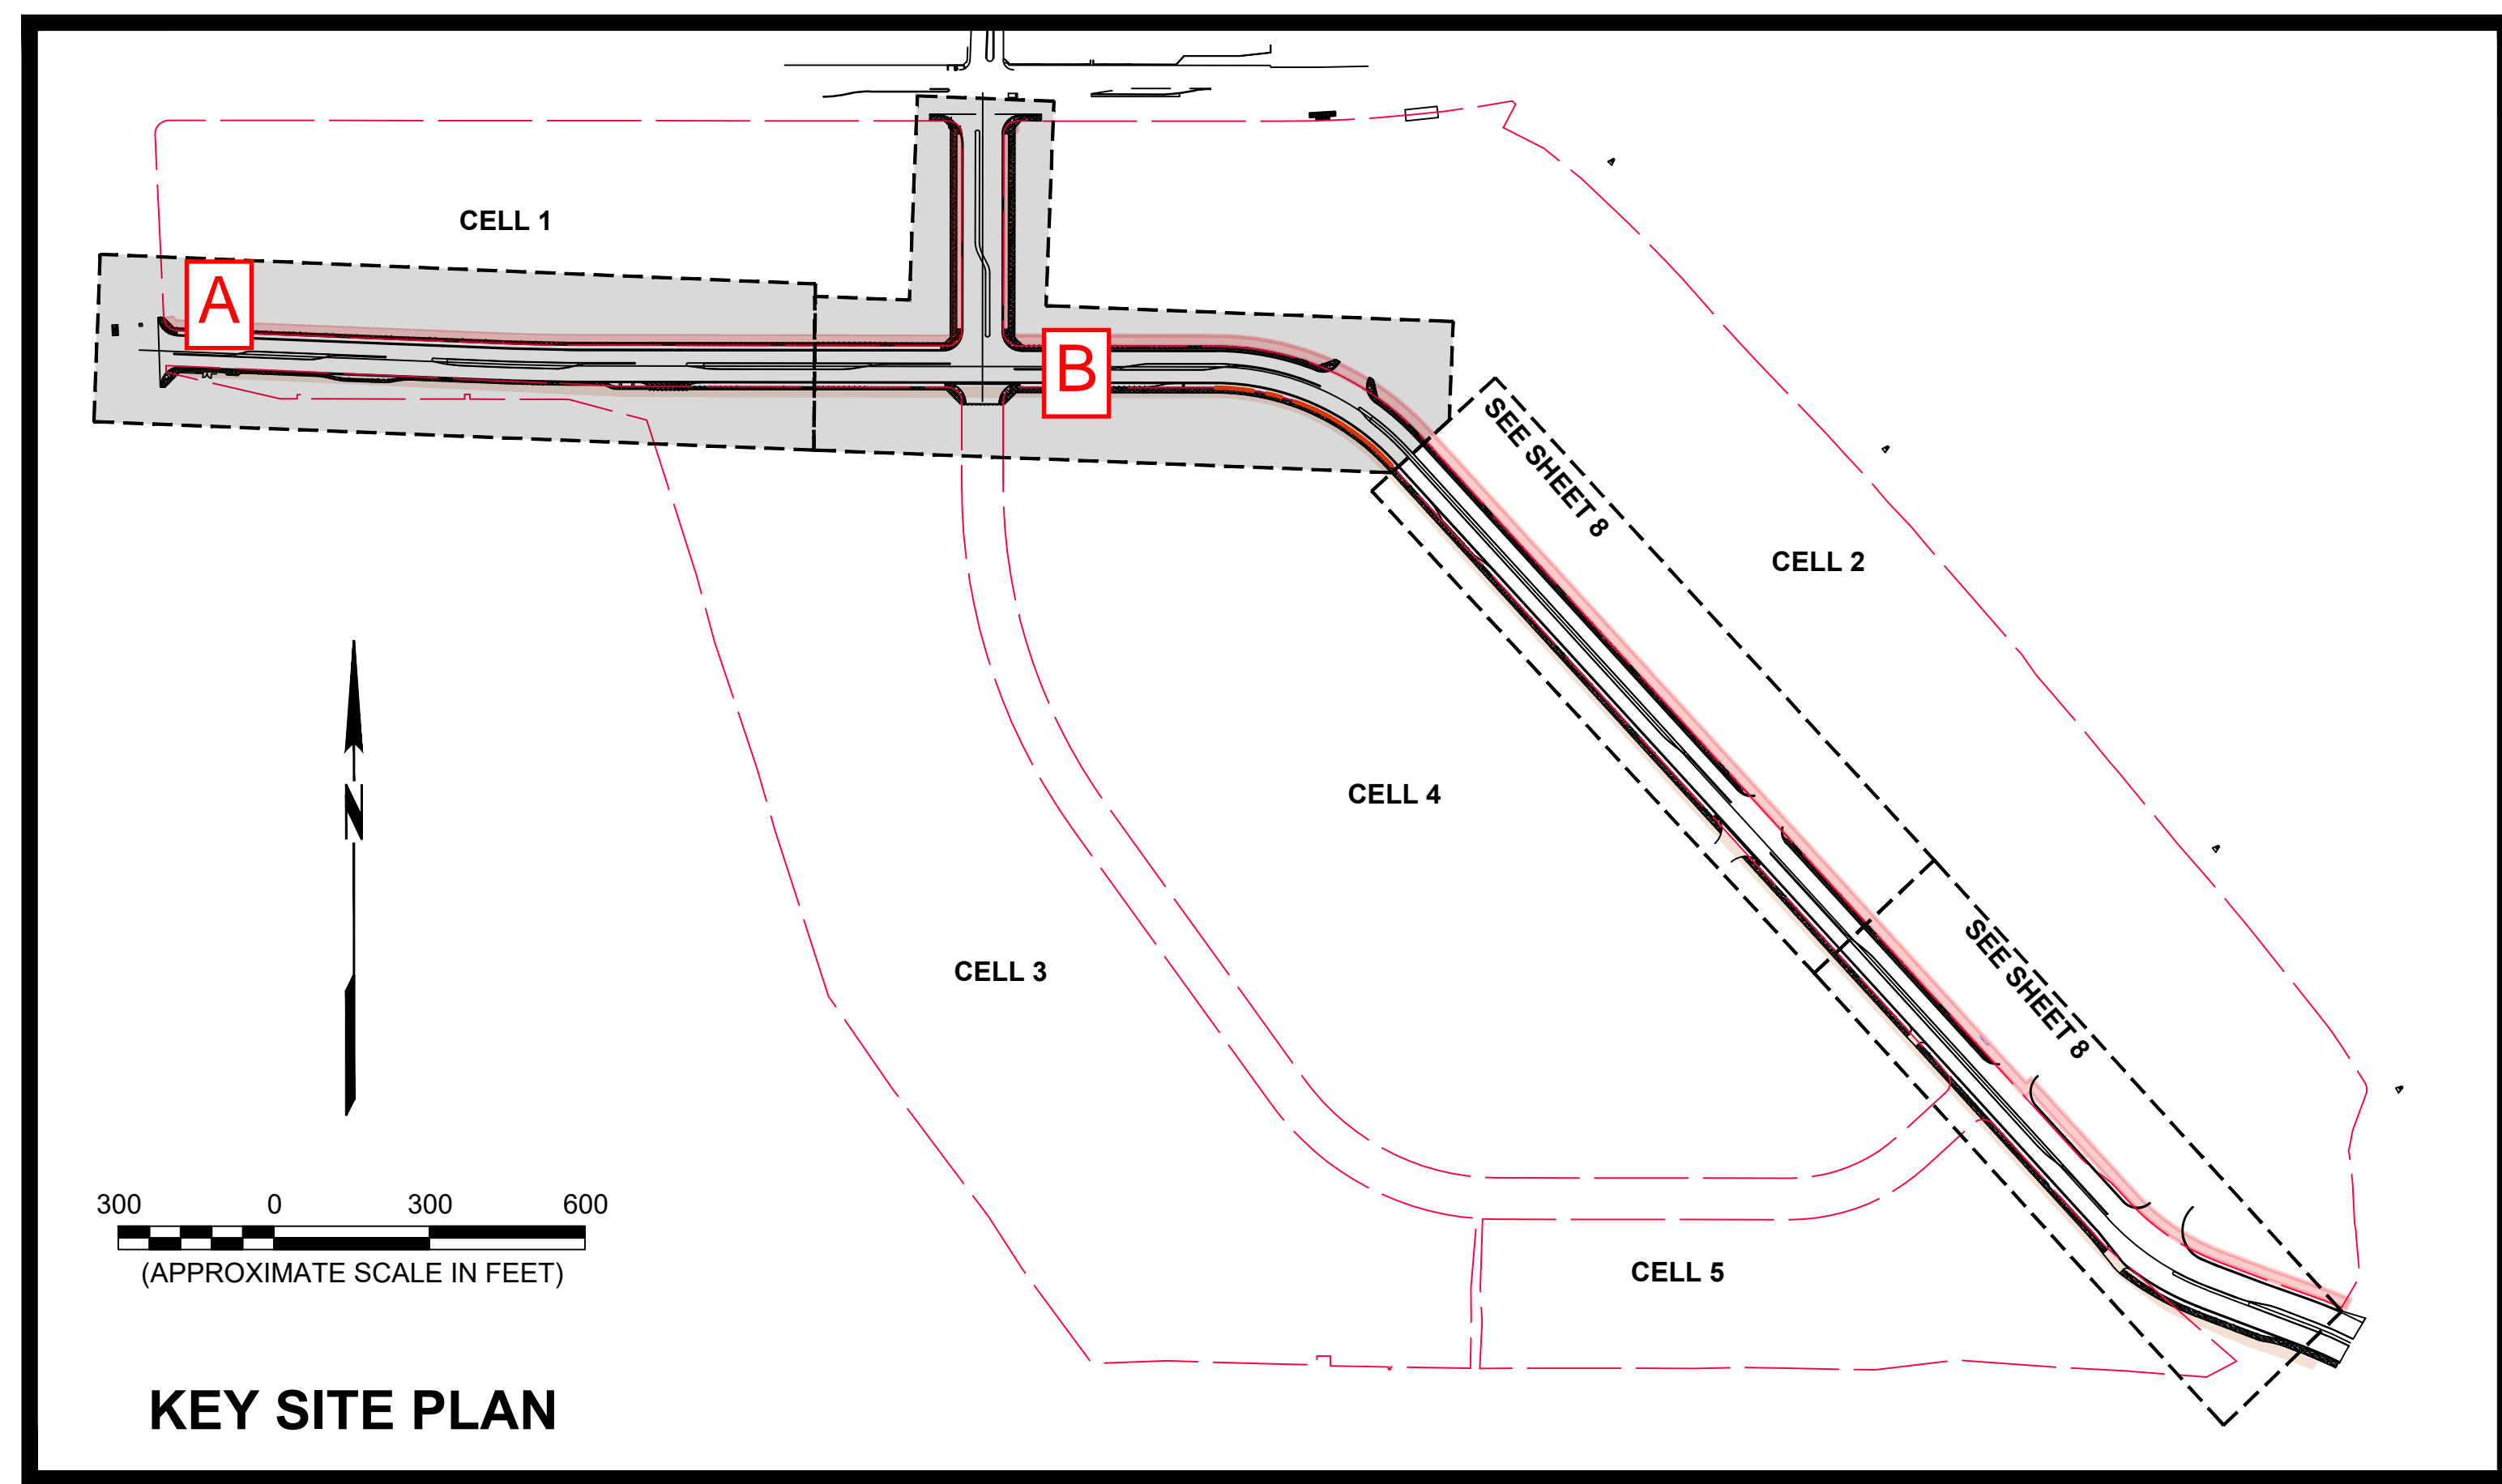 CELL 1
A
B
SEE SHEET 8
CELL 2
CELL 4
N
SEE SHEET 8
CELL 3
300 0 300 600
(APPROXIMATE SCALE IN FEET)
CELL 5
KEY SITE PLAN